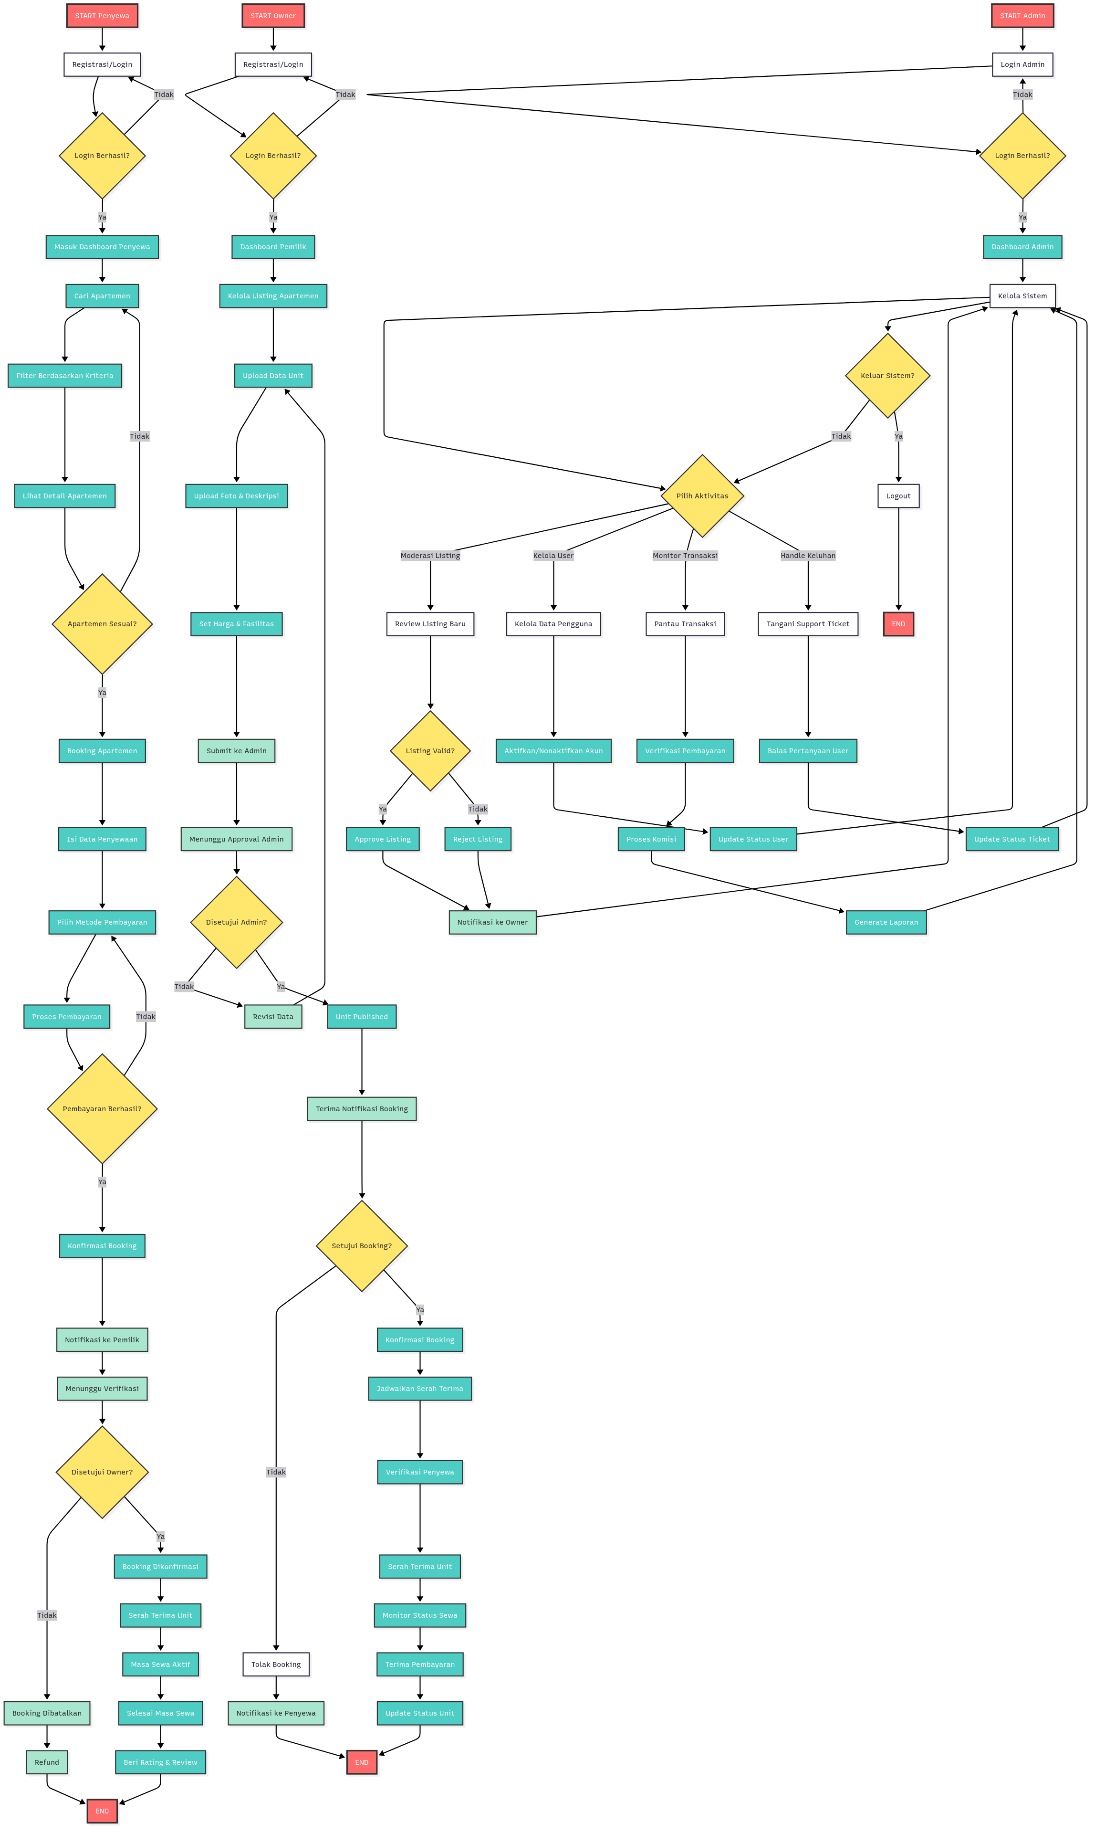 START Penyewa
START Owner
START Admin
Registrasi/Login
Registrasi/Login
Login Admin
Tidak
Tidak
Tidak
Login Berhasil?
Login Berhasil?
Login Berhasil?
Ya
Ya
Ya
Masuk Dashboard Penyewa
Dashboard Pemilik
Dashboard Admin
Cari Apartemen
Kelola Listing Apartemen
Kelola Sistem
Filter Berdasarkan Kriteria
Upload Data Unit
Keluar Sistem?
Tidak
Tidak
Ya
Lihat Detail Apartemen
Upload Foto & Deskripsi
Pilih Aktivitas
Logout
Moderasi Listing
Kelola User
Monitor Transaksi
Handle Keluhan
Apartemen Sesuai?
Set Harga & Fasilitas
Review Listing Baru
Kelola Data Pengguna
Pantau Transaksi
Tangani Support Ticket
END
Ya
Booking Apartemen
Submit ke Admin
Listing Valid?
Aktifkan/Nonaktifkan Akun
Verifikasi Pembayaran
Balas Pertanyaan User
Ya
Tidak
Isi Data Penyewaan
Menunggu Approval Admin
Approve Listing
Reject Listing
Proses Komisi
Update Status User
Update Status Ticket
Pilih Metode Pembayaran
Disetujui Admin?
Notifikasi ke Owner
Generate Laporan
Tidak
Ya
Proses Pembayaran
Tidak
Revisi Data
Unit Published
Pembayaran Berhasil?
Terima Notifikasi Booking
Ya
Konfirmasi Booking
Setujui Booking?
Ya
Notifikasi ke Pemilik
Konfirmasi Booking
Menunggu Verifikasi
Jadwalkan Serah Terima
Disetujui Owner?
Tidak
Verifikasi Penyewa
Ya
Booking Dikonfirmasi
Serah Terima Unit
Tidak
Serah Terima Unit
Monitor Status Sewa
Masa Sewa Aktif
Tolak Booking
Terima Pembayaran
Booking Dibatalkan
Selesai Masa Sewa
Notifikasi ke Penyewa
Update Status Unit
Refund
Beri Rating & Review
END
END